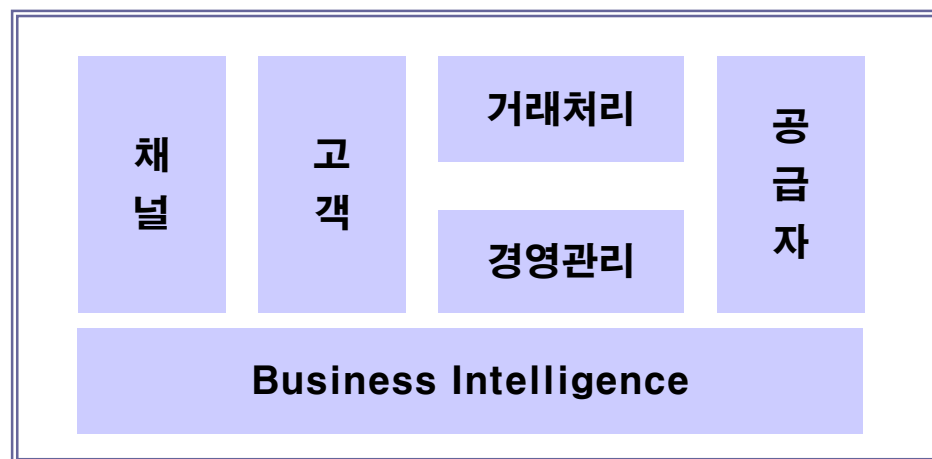 채
널
고
객
거래처리
경영관리
공
급
자
Business Intelligence